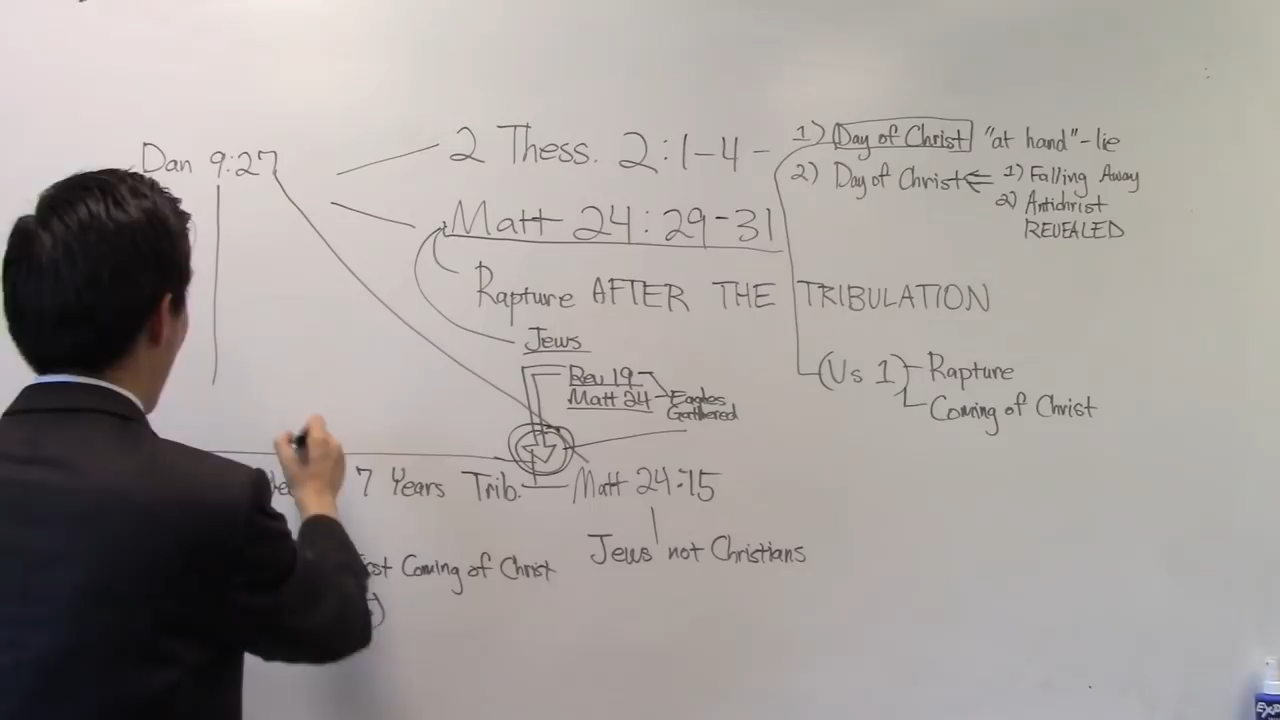 Dan 9:27
2 Thess. 2:1-4 -
1) Day of Christ "at hand" - lie
2) Day of Christ ⇐ 1) Falling Away
2) Antichrist
REVEALED
Matt 24:29-31
Rapture AFTER THE TRIBULATION
Jews
Rev 19
Matt 24 - Eagles
Gathered
(Vs 1) Rapture
Coming of Christ
7 Years Trib. - Matt 24:15
Jews not Christians
Coming of Christ
EXP